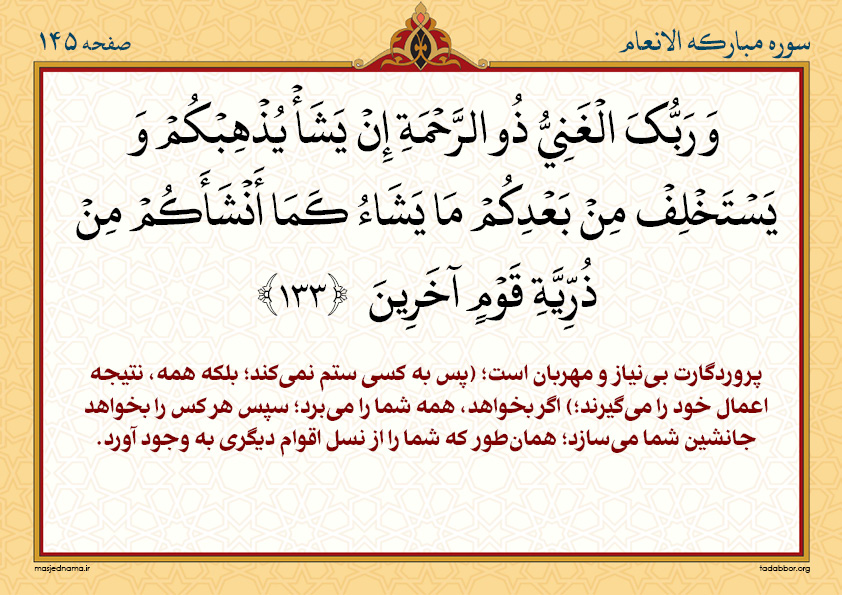 سوره مبارکه الانعام
صفحه ۱۴۵
وَ رَبُّکَ الْغَنِيُّ ذُو الرَّحْمَةِ إِنْ يَشَأْ يُذْهِبْكُمْ وَ
يَسْتَخْلِفْ مِنْ بَعْدِكُمْ مَا يَشَاءُ كَمَا أَنْشَأَكُمْ مِنْ
ذُرِّيَّةِ قَوْمٍ آخَرِينَ ﴿۱۳۳﴾
پروردگارت بی‌نیاز و مهربان است؛ (پس به کسی ستم نمی‌کند؛ بلکه همه، نتیجه
اعمال خود را می‌گیرند؛) اگر بخواهد، همه شما را می‌برد؛ سپس هر کس را بخواهد
جانشین شما می‌سازد؛ همان‌طور که شما را از نسل اقوام دیگری به وجود آورد.
masjednama.ir
tadabbor.org